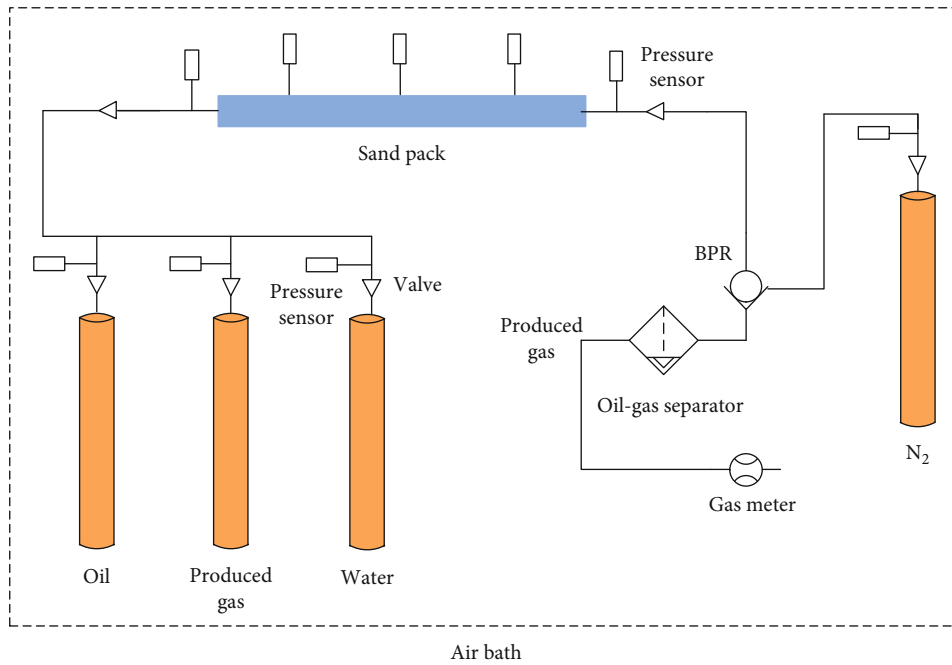 Pressure
sensor
Sand pack
BPR
Valve
Pressure
sensor
Produced
gas
Oil-gas separator
N₂
Gas meter
Oil
Produced
gas
Water
Air bath